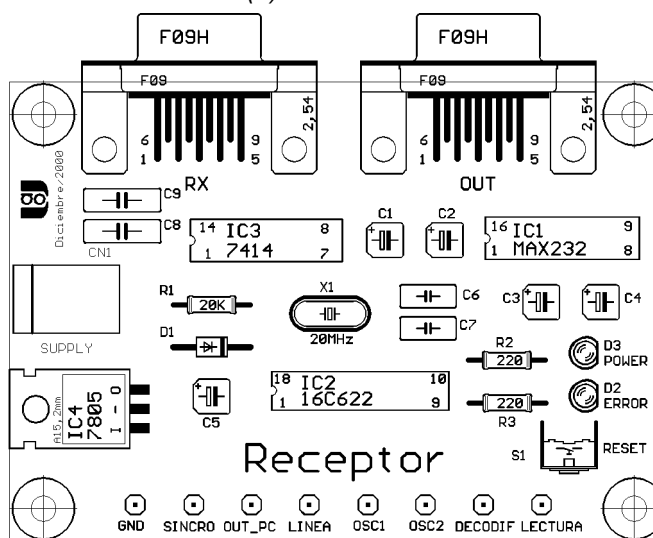 F09H
F09H
F09
F09
2,54
2,54
6 9
1 5
6 9
1 5
RX
OUT
Diciembre/2000
C9
C8
CN1
14 IC3 8
1 7414 7
C1
C2
16 IC1 9
1 MAX232 8
SUPPLY
R1
20K
D1
X1
20MHz
C6
C7
C3
C4
R2
220
D3
POWER
D2
ERROR
220
R3
18 IC2 10
1 16C622 9
C5
A15,2mm
IC4
7805
I - O
S1
RESET
Receptor
GND SINCRO OUT_PC LINEA OSC1 OSC2 DECODIF LECTURA